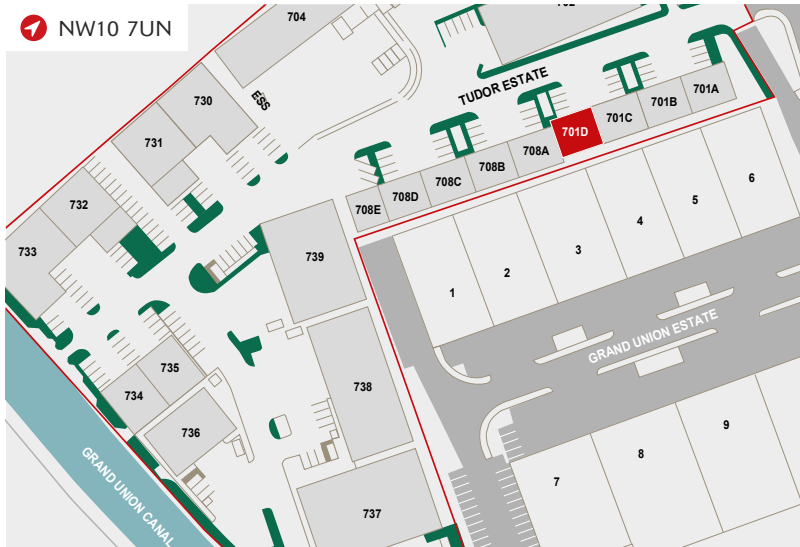 NW10 7UN
704
TUDOR ESTATE
730
ESS
731
701A
701B
701C
701D
708A
708B
708C
708D
708E
732
733
739
6
5
4
3
2
1
GRAND UNION ESTATE
735
734
738
736
9
8
7
GRAND UNION CANAL
737